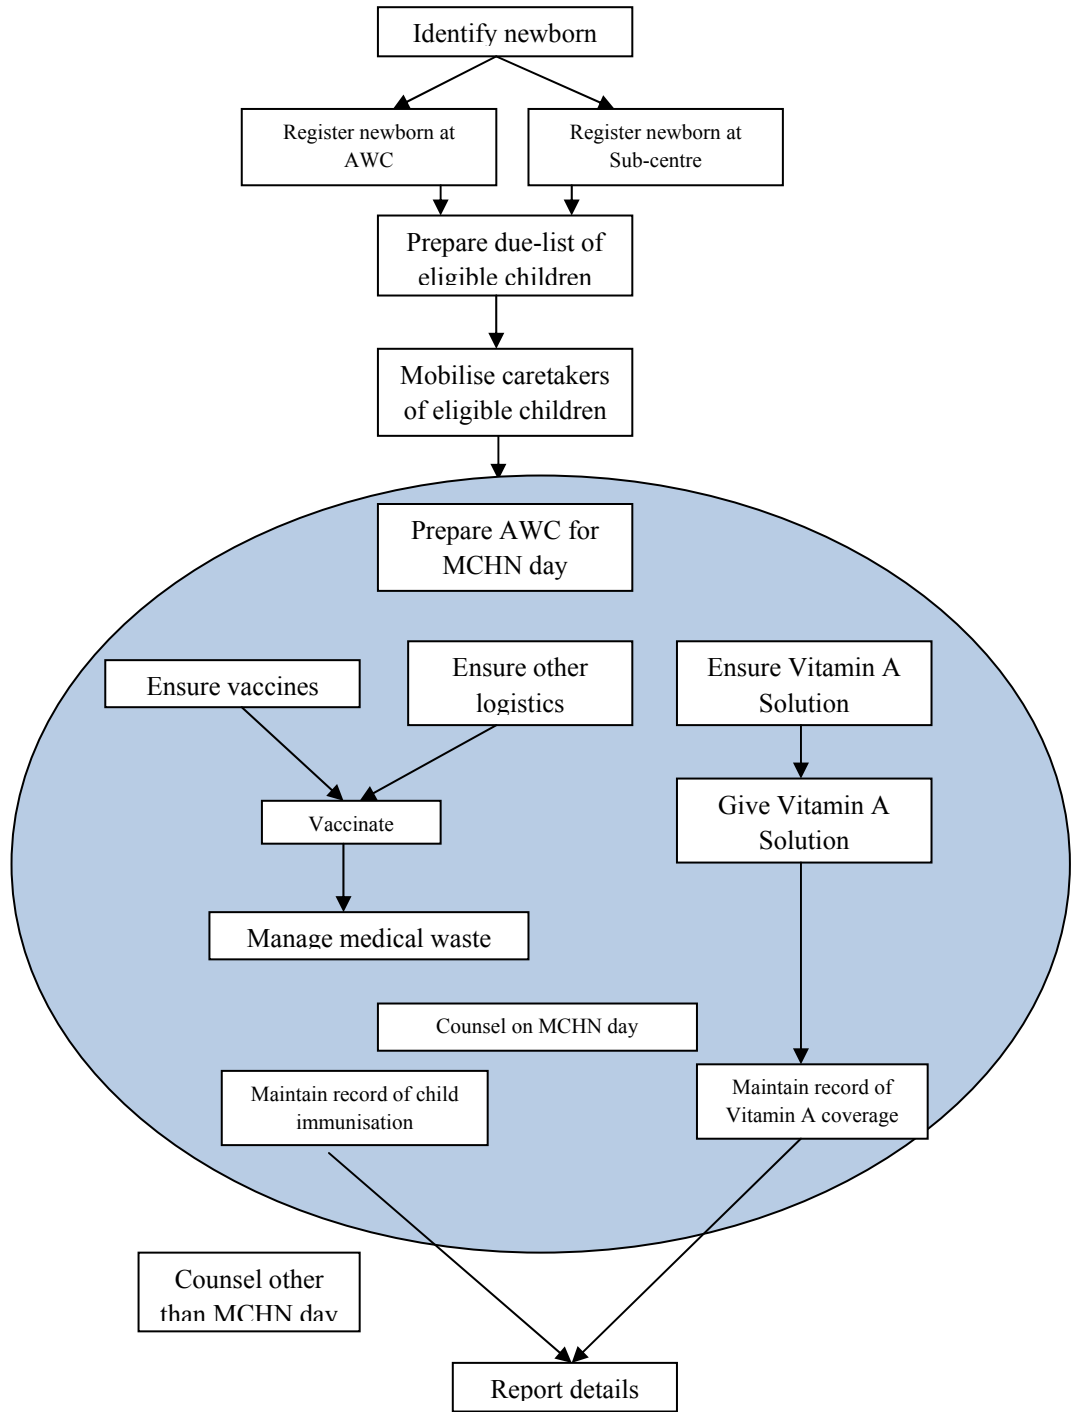 Identify newborn
Register newborn at
AWC
Register newborn at
Sub-centre
Prepare due-list of
eligible children
Mobilise caretakers
of eligible children
Prepare AWC for
MCHN day
Ensure vaccines
Ensure other
logistics
Ensure Vitamin A
Solution
Vaccinate
Give Vitamin A
Solution
Manage medical waste
Counsel on MCHN day
Maintain record of child
immunisation
Maintain record of
Vitamin A coverage
Counsel other
than MCHN day
Report details